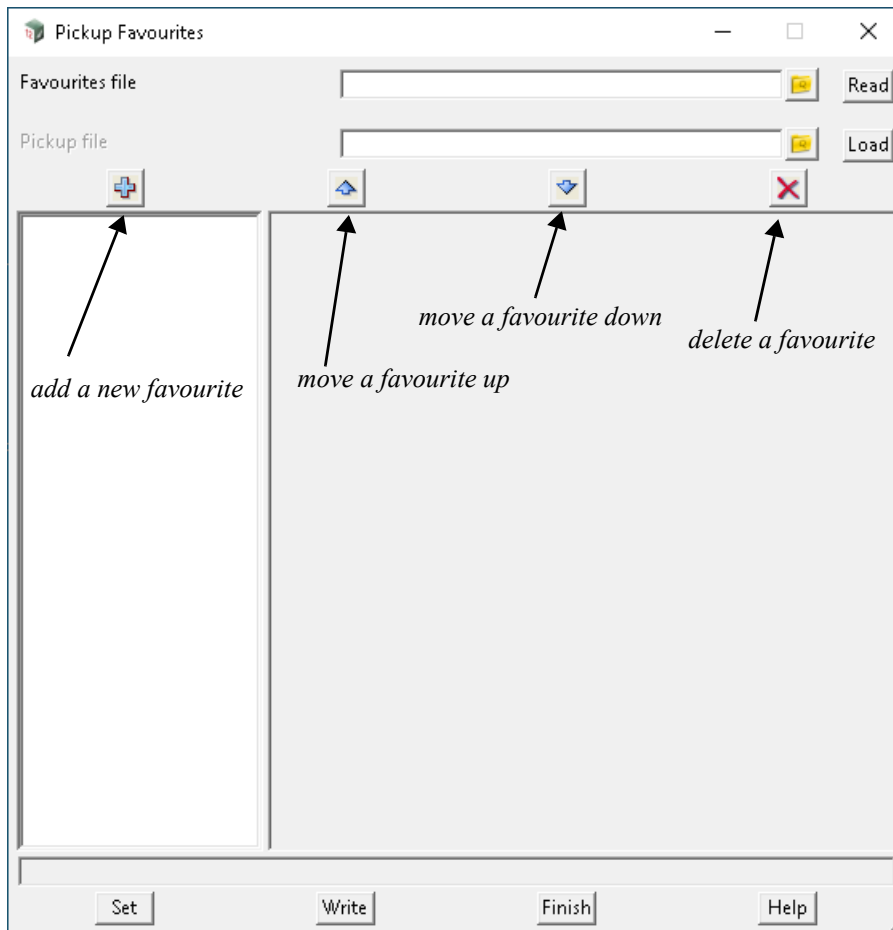 Pickup Favourites
Favourites file
Read
Pickup file
Load
move a favourite down
delete a favourite
move a favourite up
add a new favourite
Set
Write
Finish
Help